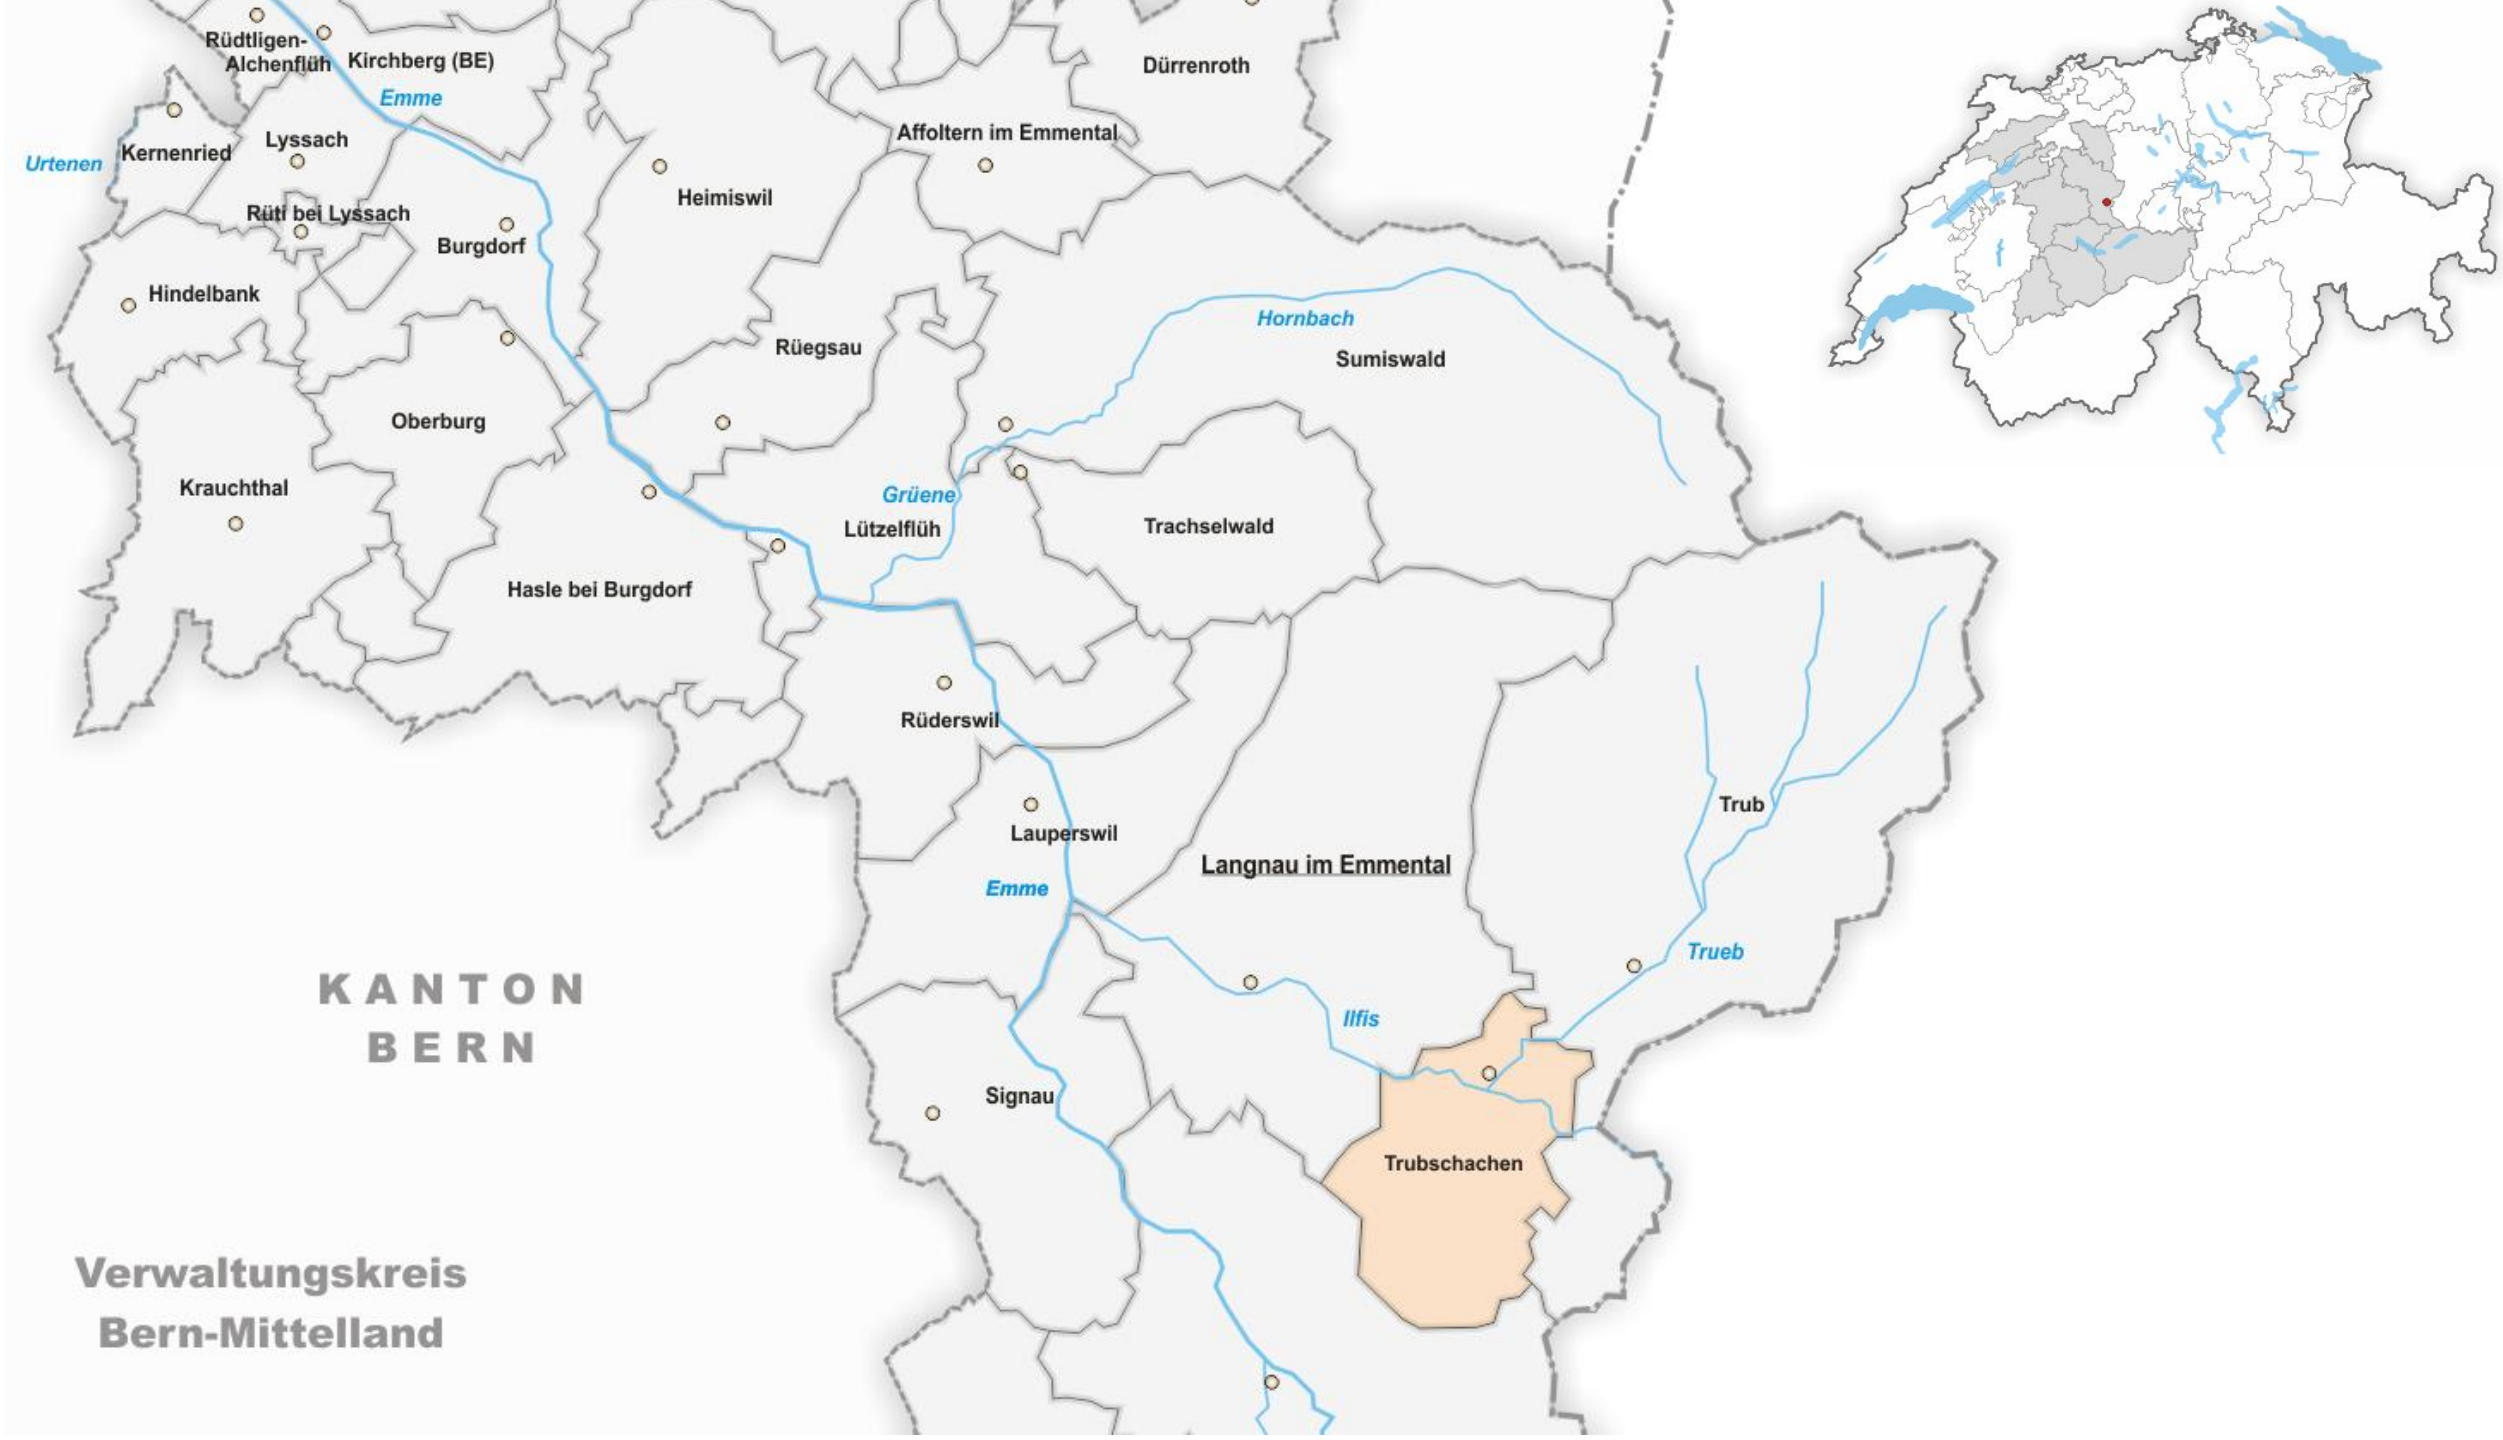 Rüdtligen-
Alchenflüh
Kirchberg (BE)
Dürrenroth
Emme
Affoltern im Emmental
Lyssach
Kernenried
Urtenen
Heimiswil
Rüti bei Lyssach
Burgdorf
Hindelbank
Hornbach
Rüegsau
Sumiswald
Oberburg
Krauchthal
Grüene
Lützelflüh
Trachselwald
Hasle bei Burgdorf
Rüderswil
Trub
Lauperswil
Langnau im Emmental
Emme
Trueb
KANTON
BERN
Ilfis
Signau
Trubschachen
Verwaltungskreis
Bern-Mittelland